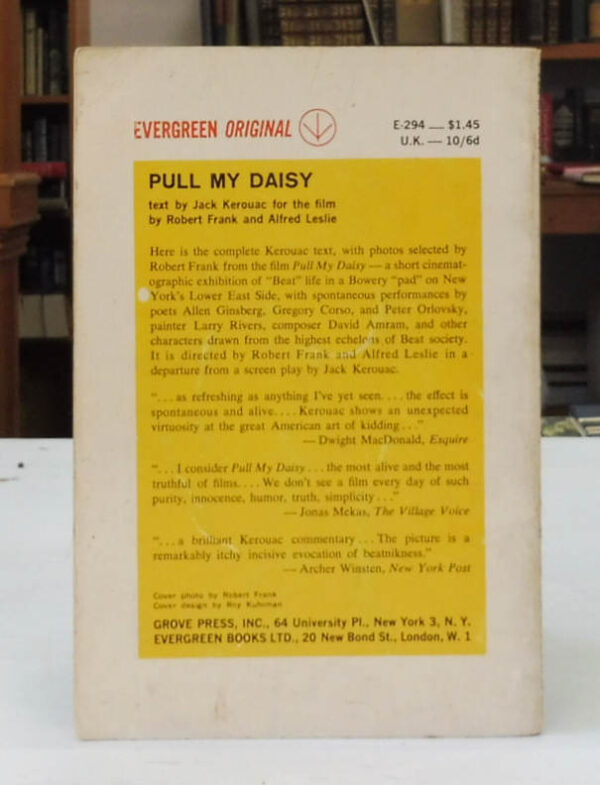 EVERGREEN ORIGINAL
E-294 — $1.45
U.K. — 10/6d
PULL MY DAISY
text by Jack Kerouac for the film
by Robert Frank and Alfred Leslie
Here is the complete Kerouac text, with photos selected by
Robert Frank from the film Pull My Daisy — a short cinemat-
ographic exhibition of "Beat" life in a Bowery "pad" on New
York's Lower East Side, with spontaneous performances by
poets Allen Ginsberg, Gregory Corso, and Peter Orlovsky,
painter Larry Rivers, composer David Amram, and other
characters drawn from the highest echelons of Beat society.
It is directed by Robert Frank and Alfred Leslie in a
departure from a screen play by Jack Kerouac.
"... as refreshing as anything I've yet seen. ... the effect is
spontaneous and alive. ... Kerouac shows an unexpected
virtuosity at the great American art of kidding ..."
— Dwight MacDonald, Esquire
"... I consider Pull My Daisy ... the most alive and the most
truthful of films. ... We don't see a film every day of such
purity, innocence, humor, truth, simplicity ..."
— Jonas Mekas, The Village Voice
"... a brilliant Kerouac commentary ... The picture is a
remarkably itchy incisive evocation of beatnikness."
— Archer Winsten, New York Post
Cover photo by Robert Frank
Cover design by Roy Kuhlman
GROVE PRESS, INC., 64 University Pl., New York 3, N. Y.
EVERGREEN BOOKS LTD., 20 New Bond St., London, W. 1